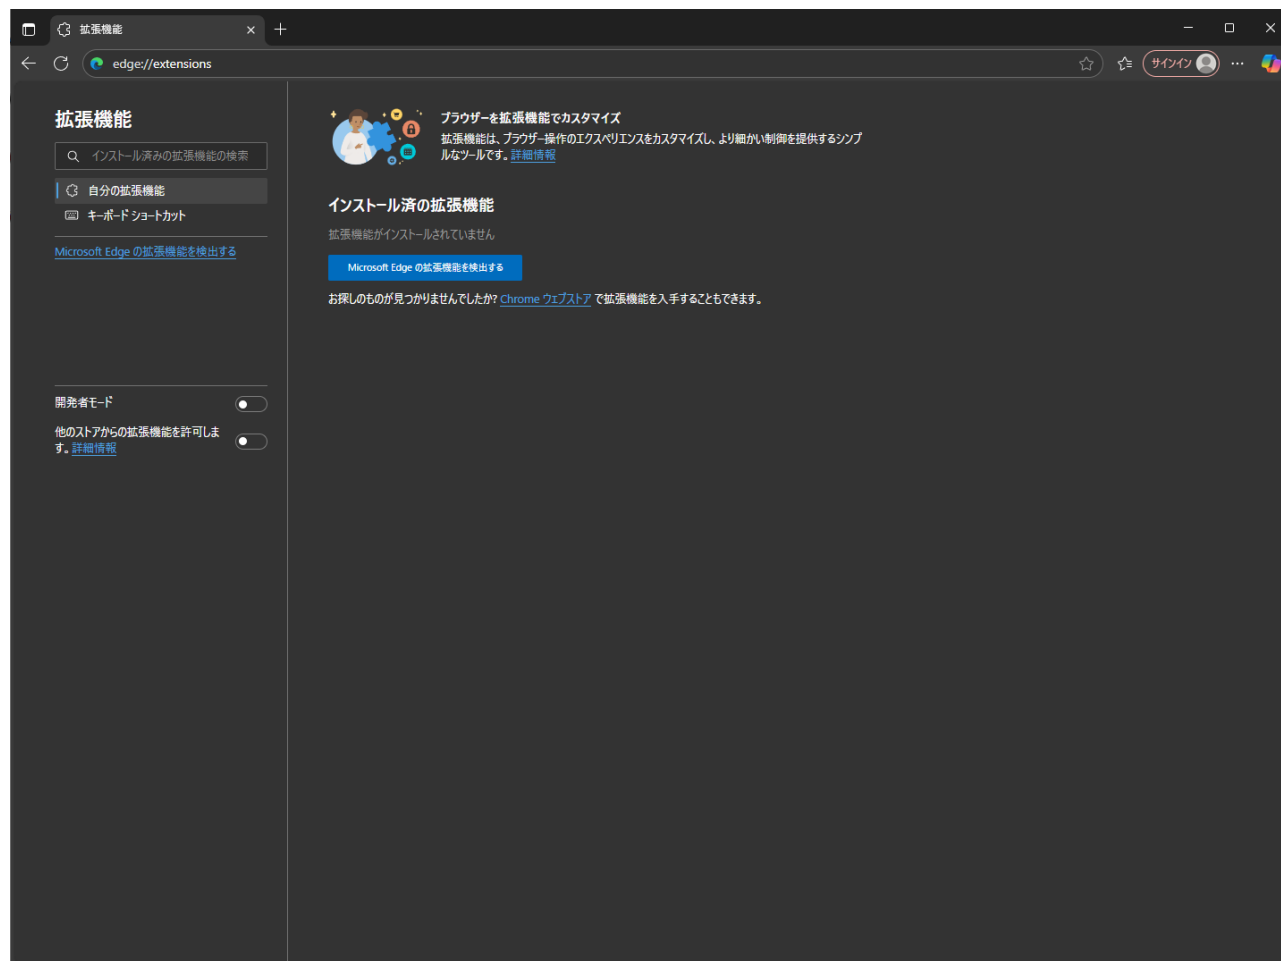 拡張機能
edge://extensions
サインイン
拡張機能
インストール済みの拡張機能の検索
自分の拡張機能
キーボード ショートカット
Microsoft Edge の拡張機能を検出する
開発者モード
他のストアからの拡張機能を許可しま
す。詳細情報
ブラウザーを拡張機能でカスタマイズ
拡張機能は、ブラウザー操作のエクスペリエンスをカスタマイズし、より細かい制御を提供するシンプ
ルなツールです。詳細情報
インストール済の拡張機能
拡張機能がインストールされていません
Microsoft Edge の拡張機能を検出する
お探しのものが見つかりませんでしたか? Chrome ウェブストア で拡張機能を入手することもできます。